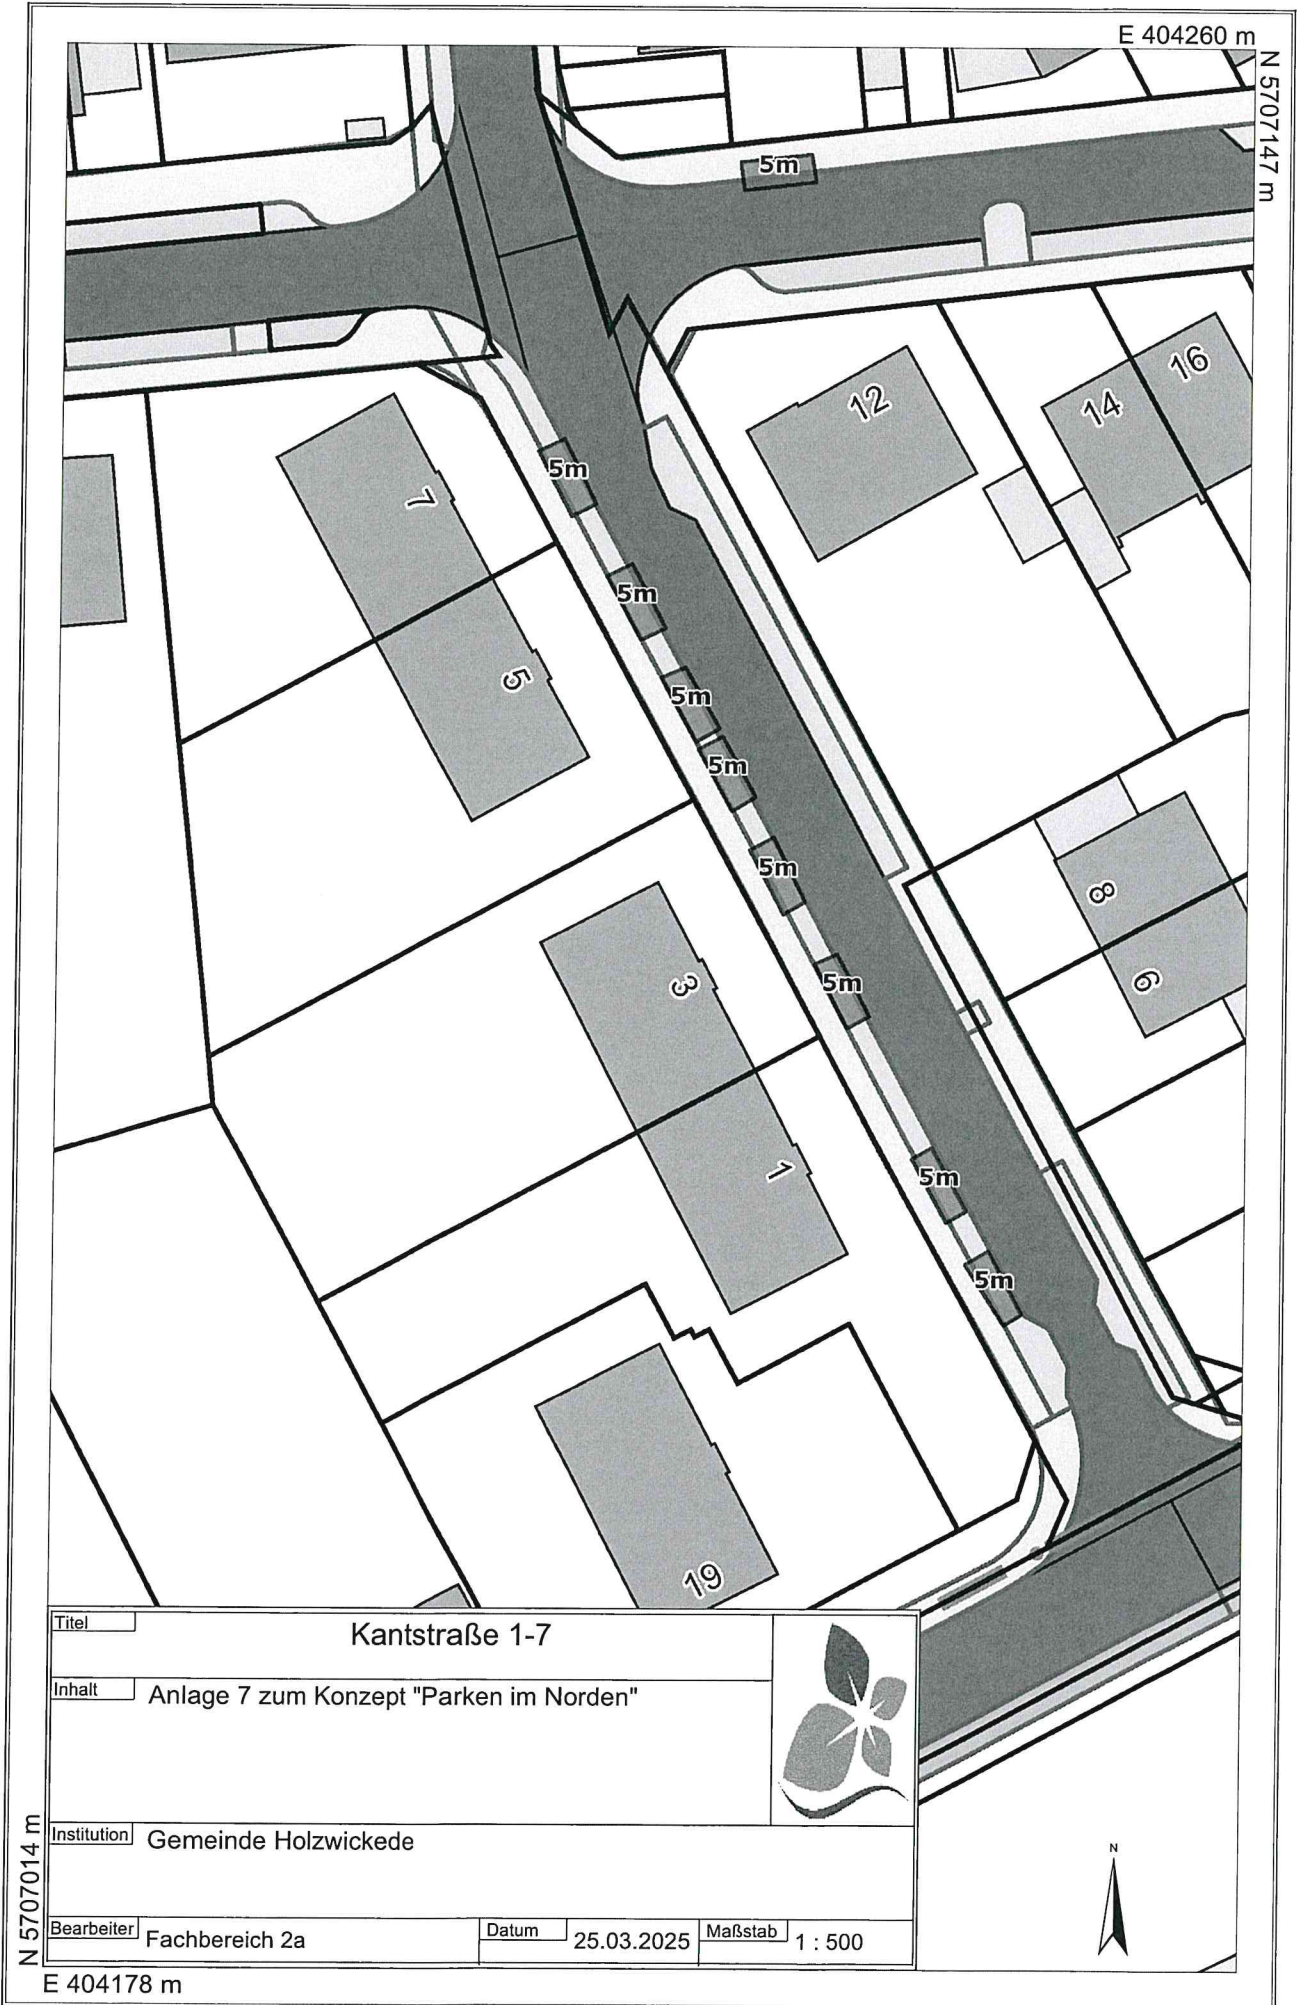 E 404260 m
N 5707147 m
5m
12
14
16
7
5m
5m
5
5m
5m
5m
8
3
5m
6
1
5m
5m
19
Titel
Kantstraße 1-7
Inhalt
Anlage 7 zum Konzept "Parken im Norden"
Institution
Gemeinde Holzwickede
Bearbeiter
Fachbereich 2a
Datum
25.03.2025
Maßstab
1 : 500
N
N 5707014 m
E 404178 m